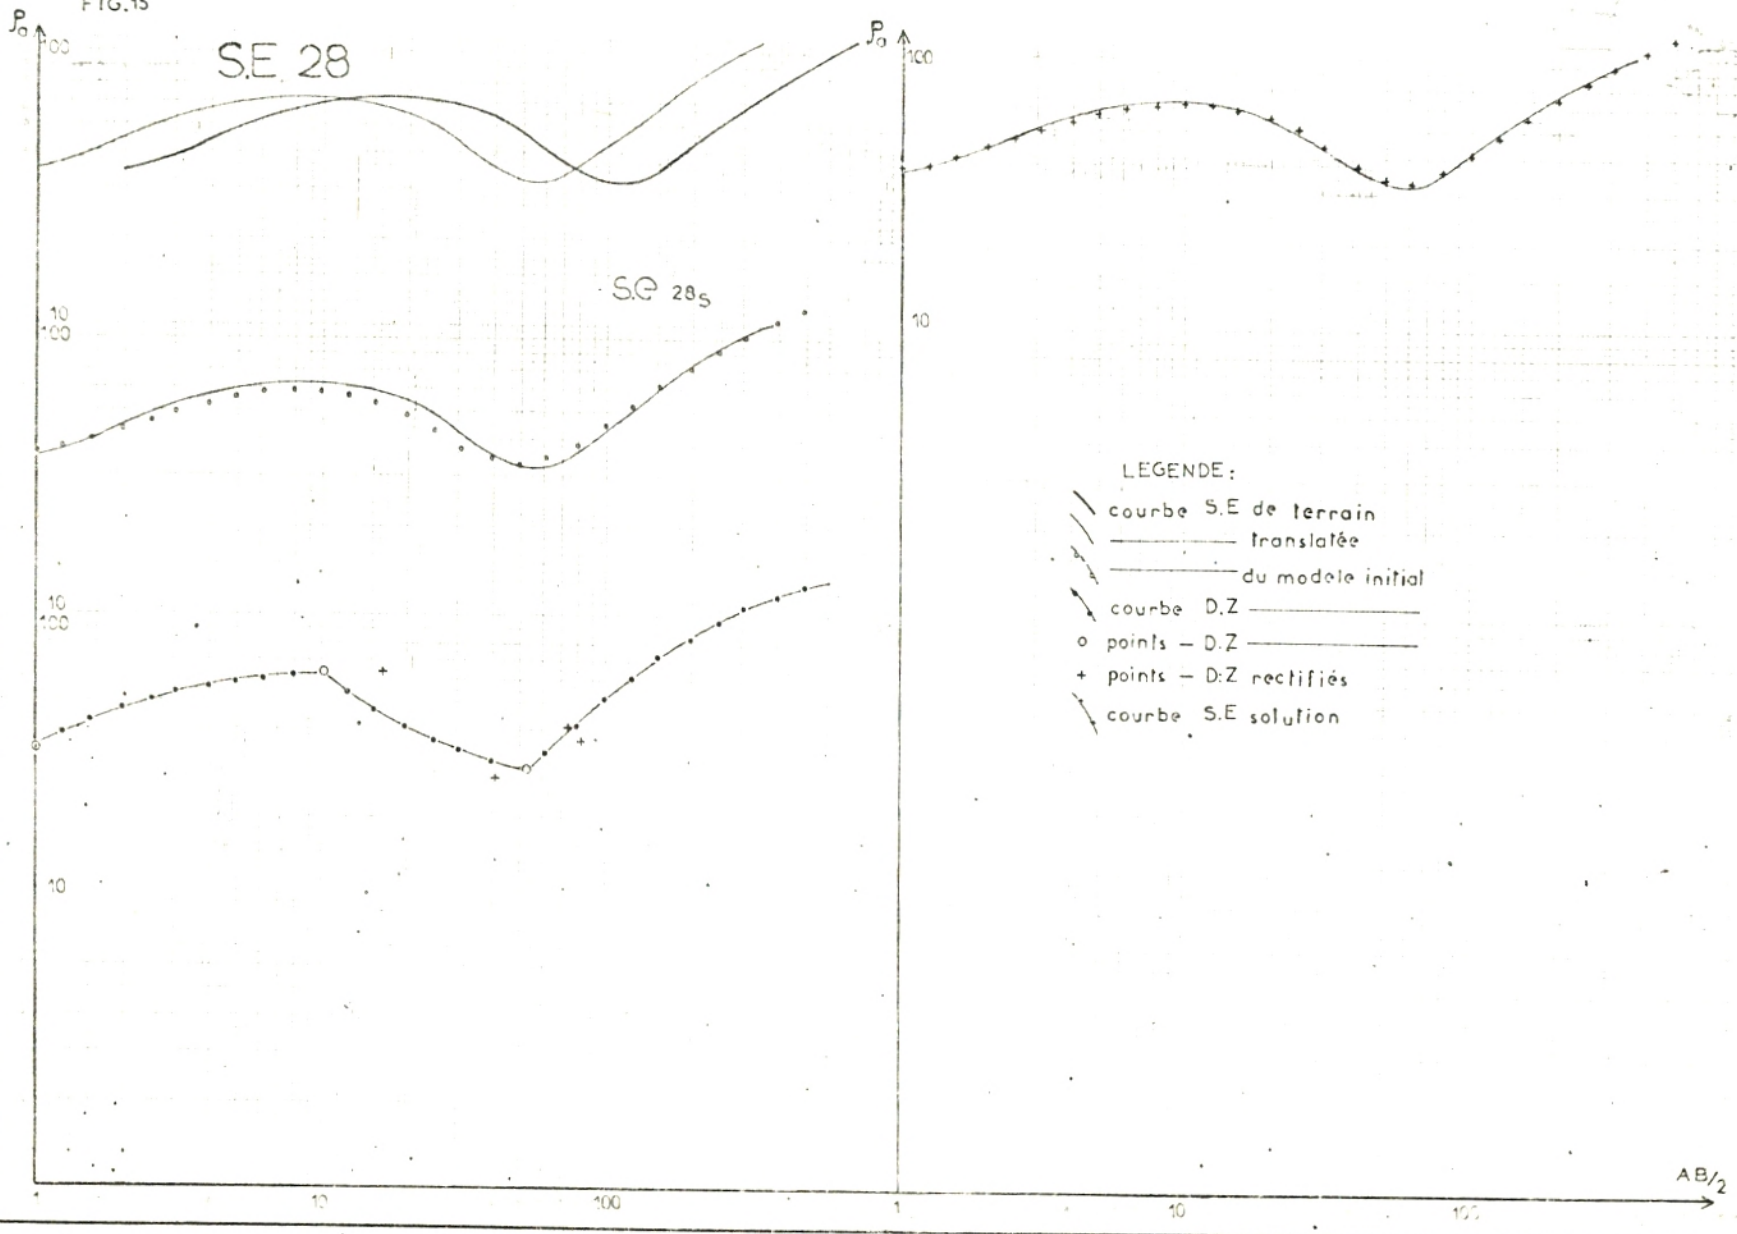 FIG.15
ρa
100
S.E. 28
ρa
100
S.e 28s
10
100
10
LEGENDE:
courbe S.E de terrain
translatée
du modele initial
10
100
courbe D.Z
points - D.Z
points - D.Z rectifiés
courbe S.E solution
10
AB/2
1
10
100
1
10
100